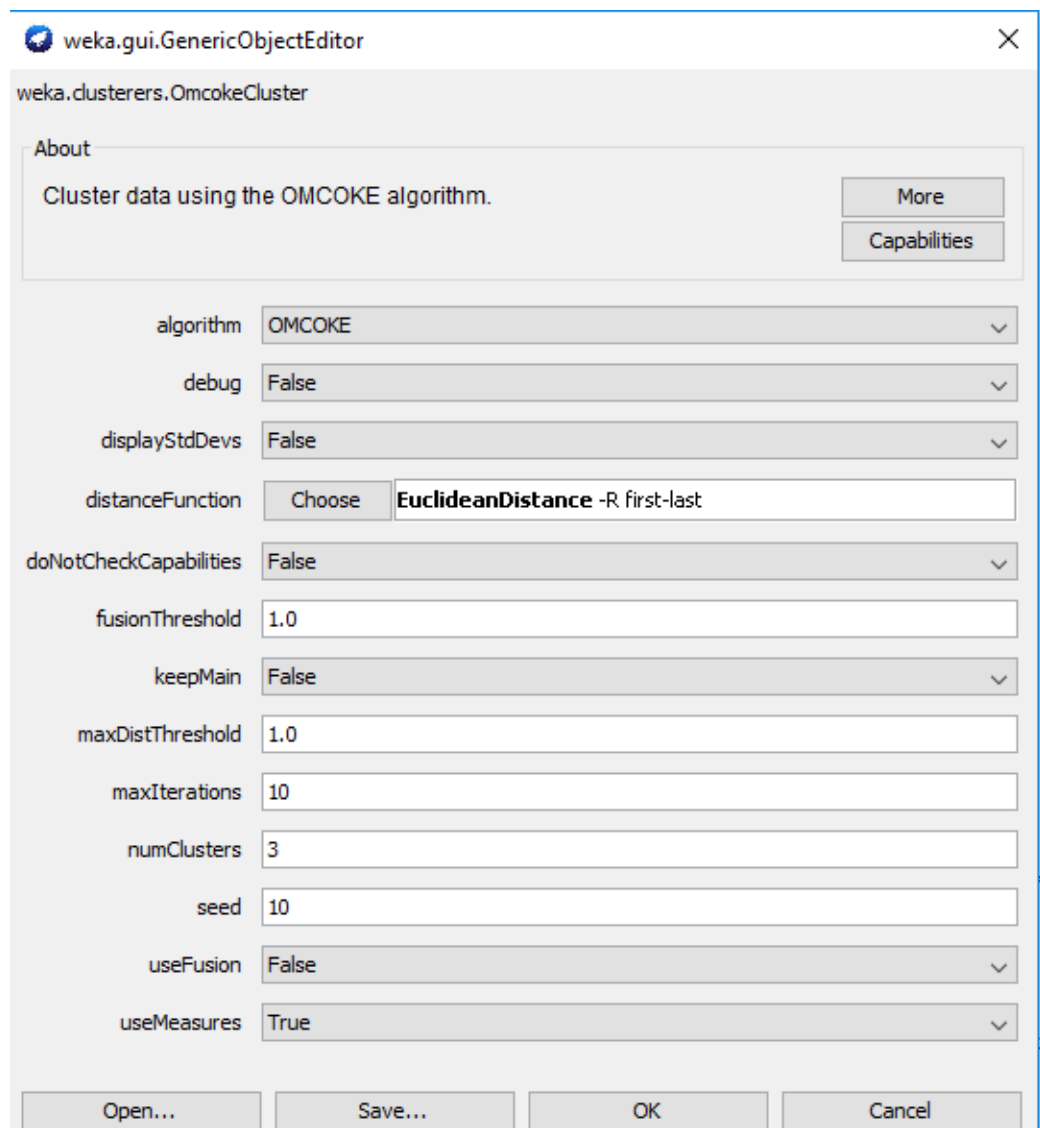 weka.gui.GenericObjectEditor
weka.clusterers.OmcokeCluster
About
Cluster data using the OMCOKE algorithm.
More
Capabilities
algorithm OMCOKE
debug False
displayStdDevs False
distanceFunction Choose EuclideanDistance -R first-last
doNotCheckCapabilities False
fusionThreshold 1.0
keepMain False
maxDistThreshold 1.0
maxIterations 10
numClusters 3
seed 10
useFusion False
useMeasures True
Open... Save... OK Cancel